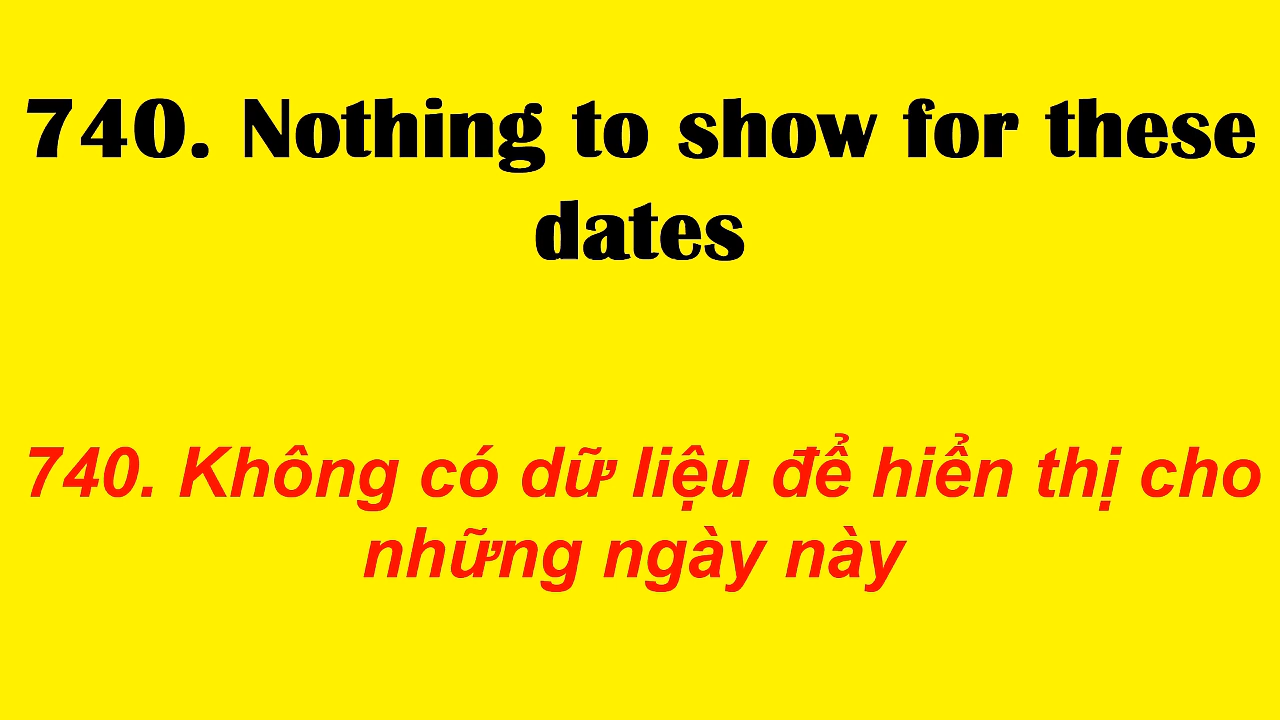 740. Nothing to show for these
dates
740. Không có dữ liệu để hiển thị cho
những ngày này